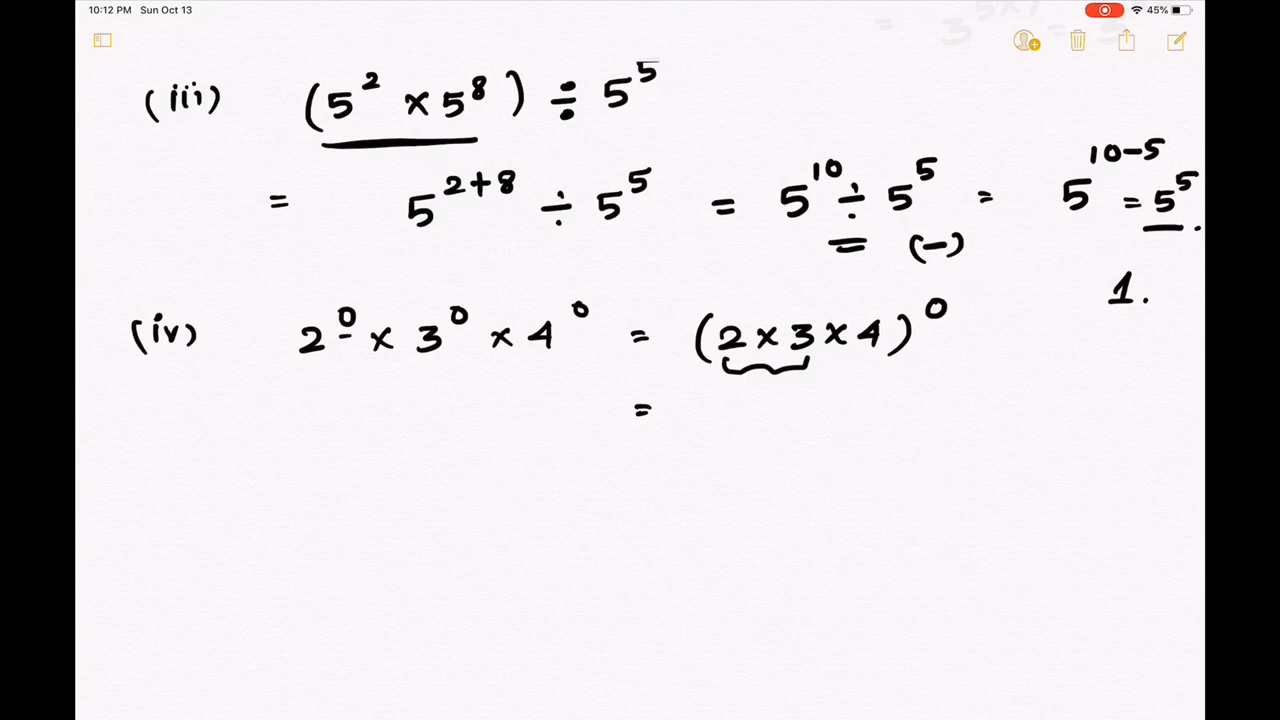 10:12 PM Sun Oct 13 45%
(iii) (5² × 5⁸) ÷ 5⁵
= 5²⁺⁸ ÷ 5⁵ = 5¹⁰ ÷ 5⁵ = 5¹⁰⁻⁵ = 5⁵.
(−)
1.
(iv) 2⁰ × 3⁰ × 4⁰ = (2 × 3 × 4)⁰
=